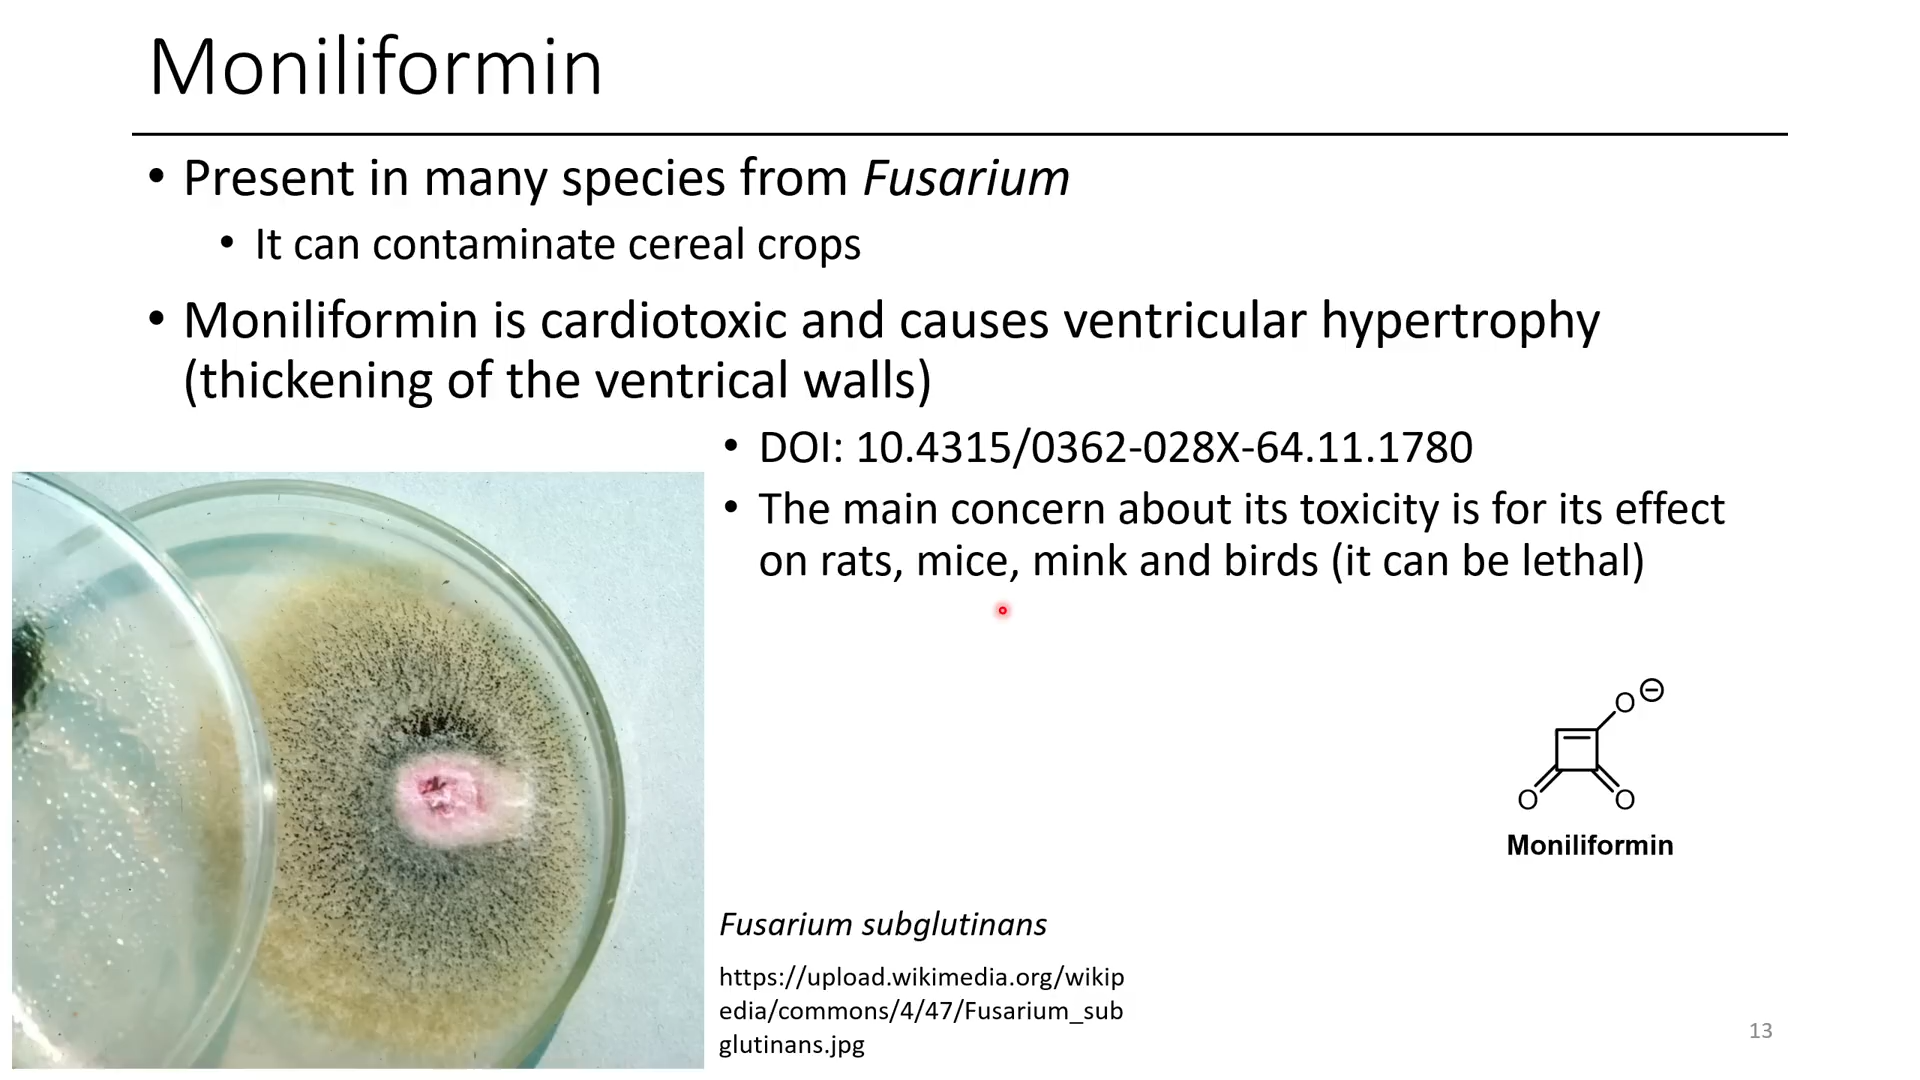 Moniliformin
• Present in many species from Fusarium
• It can contaminate cereal crops
• Moniliformin is cardiotoxic and causes ventricular hypertrophy
(thickening of the ventrical walls)
• DOI: 10.4315/0362-028X-64.11.1780
• The main concern about its toxicity is for its effect
on rats, mice, mink and birds (it can be lethal)
O ⊖
O O
Moniliformin
Fusarium subglutinans
https://upload.wikimedia.org/wikip
edia/commons/4/47/Fusarium_sub
glutinans.jpg
13